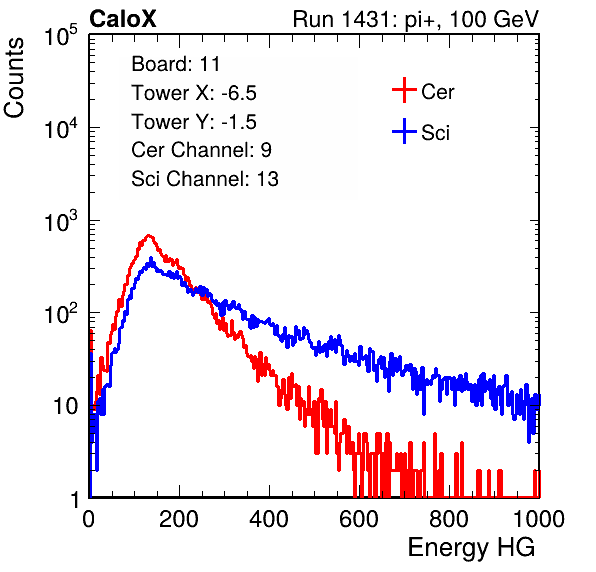 CaloX Run 1431: pi+, 100 GeV
Counts
Board: 11
Tower X: -6.5
Tower Y: -1.5
Cer Channel: 9
Sci Channel: 13
Cer
Sci
10^5
10^4
10^3
10^2
10
1
0 200 400 600 800 1000
Energy HG